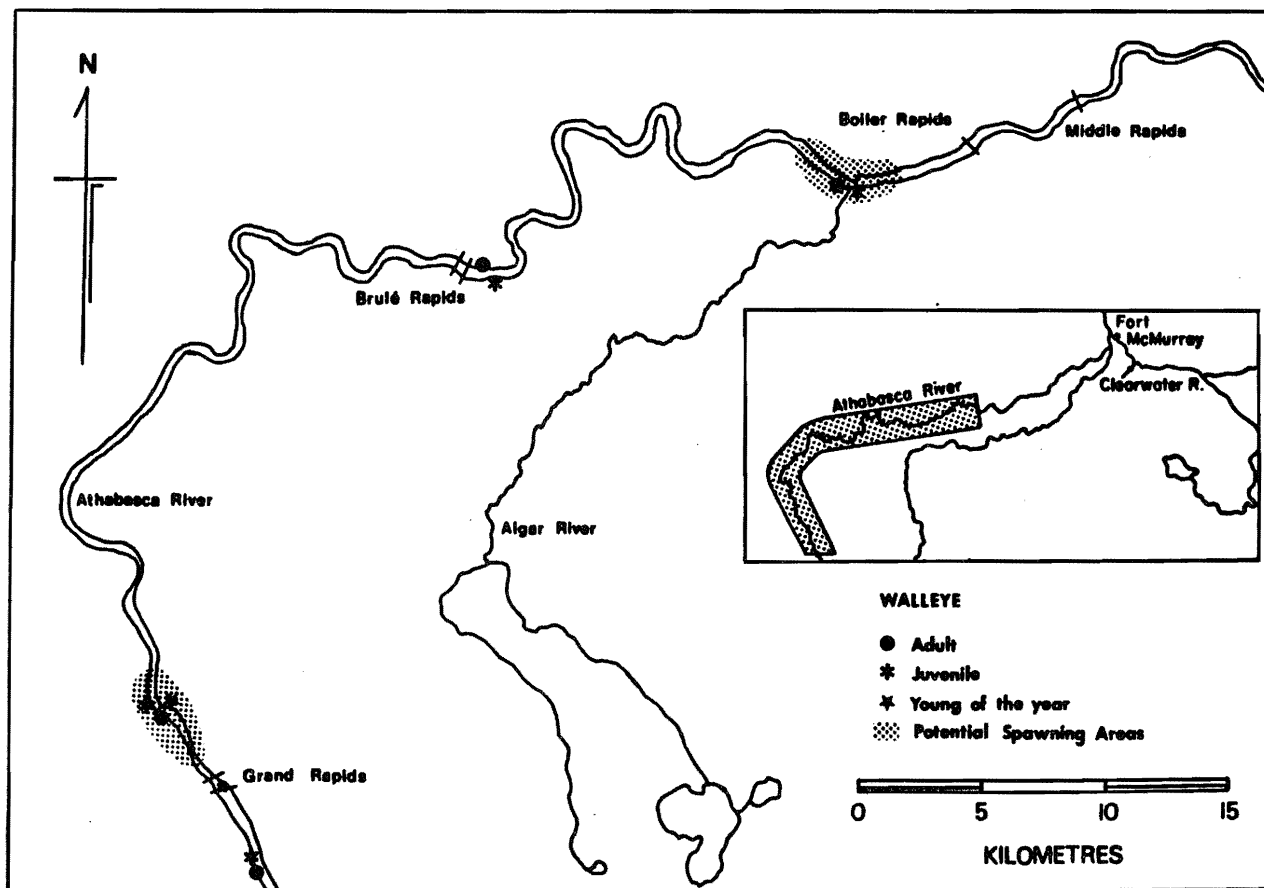 N
Boiler Rapids
Middle Rapids
Brulé Rapids
Athabasca River
Algar River
Grand Rapids
Fort
McMurray
Clearwater R.
Athabasca River
WALLEYE
Adult
Juvenile
Young of the year
Potential Spawning Areas
0 5 10 15
KILOMETRES